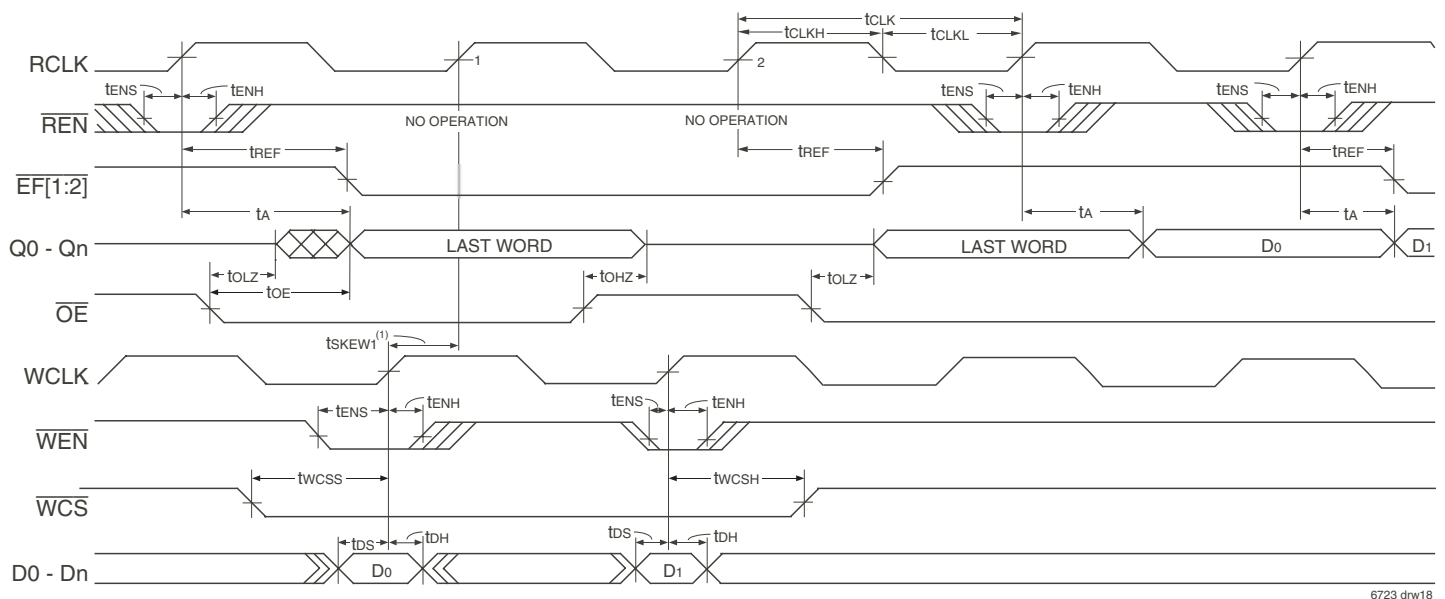 tCLK
tCLKH tCLKL
RCLK 1 2
tENS tENH tENS tENH tENS tENH
REN NO OPERATION NO OPERATION
tREF tREF tREF
EF[1:2]
tA tA tA
Q0 - Qn LAST WORD LAST WORD D0 D1
tOLZ tOHZ tOLZ
tOE
OE
tSKEW1(1)
WCLK
tENS tENH tENS tENH
WEN
tWCSS tWCSH
WCS
tDS tDH tDS tDH
D0 - Dn D0 D1
6723 drw18